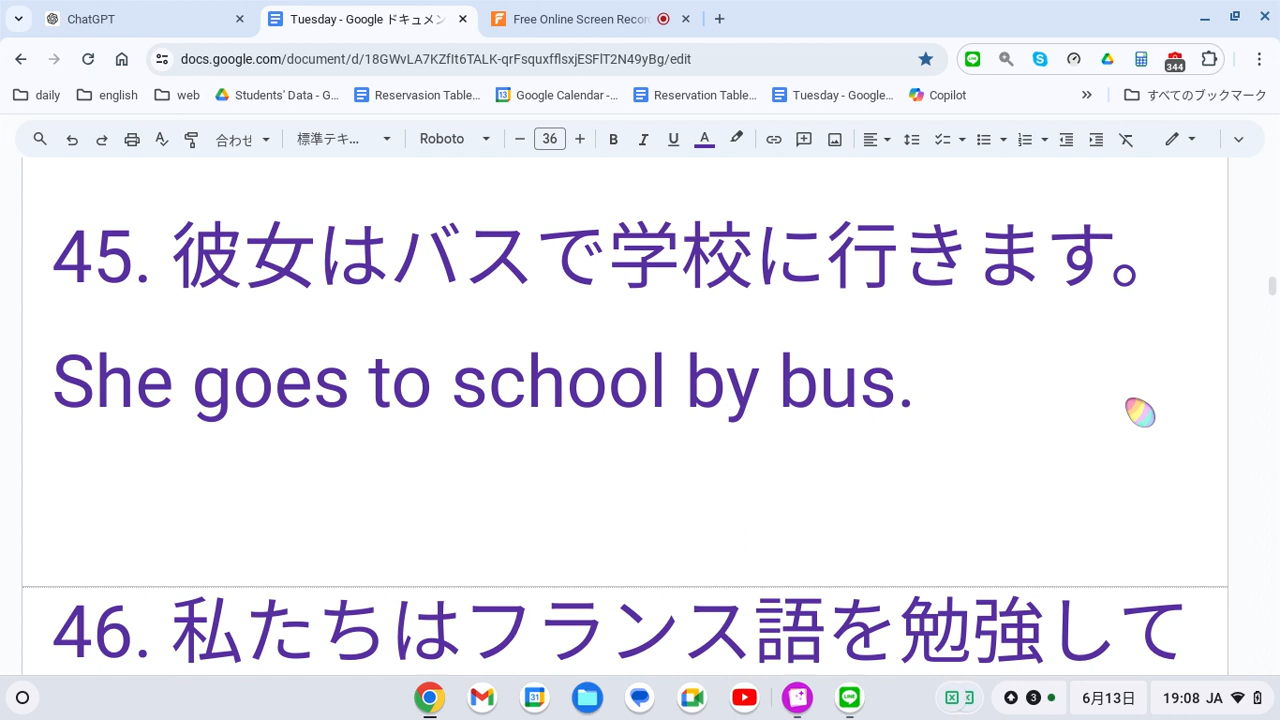 ChatGPT
Tuesday - Google ドキュメン
Free Online Screen Recor
docs.google.com/document/d/
/edit
344
daily
english
web
Students' Data - G...
Reservasion Table...
Google Calendar -...
Reservation Table...
Tuesday - Google...
Copilot
すべてのブックマーク
合わせ
標準テキ...
Roboto
36
45. 彼女はバスで学校に行きます。
She goes to school by bus.
46. 私たちはフランス語を勉強して
3
6月13日
19:08 JA